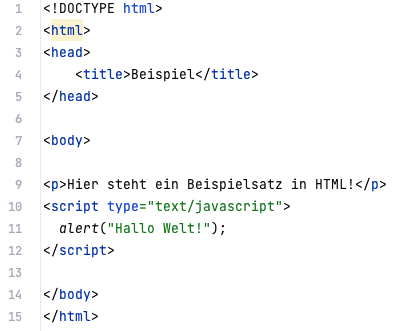 1 <!DOCTYPE html>
2 <html>
3 <head>
4     <title>Beispiel</title>
5 </head>
6
7 <body>
8
9 <p>Hier steht ein Beispielsatz in HTML!</p>
10 <script type="text/javascript">
11   alert("Hallo Welt!");
12 </script>
13
14 </body>
15 </html>